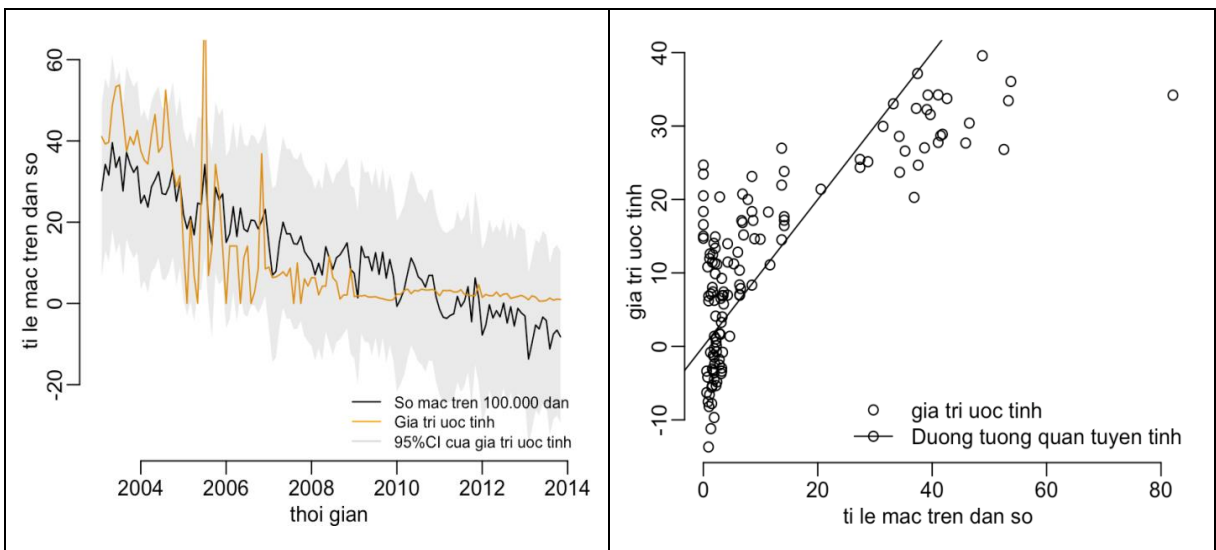 60
40
20
0
-20
ti le mac tren dan so
So mac tren 100.000 dan
Gia tri uoc tinh
95%CI cua gia tri uoc tinh
2004 2006 2008 2010 2012 2014
thoi gian
40
30
20
10
0
-10
gia tri uoc tinh
gia tri uoc tinh
Duong tuong quan tuyen tinh
0 20 40 60 80
ti le mac tren dan so